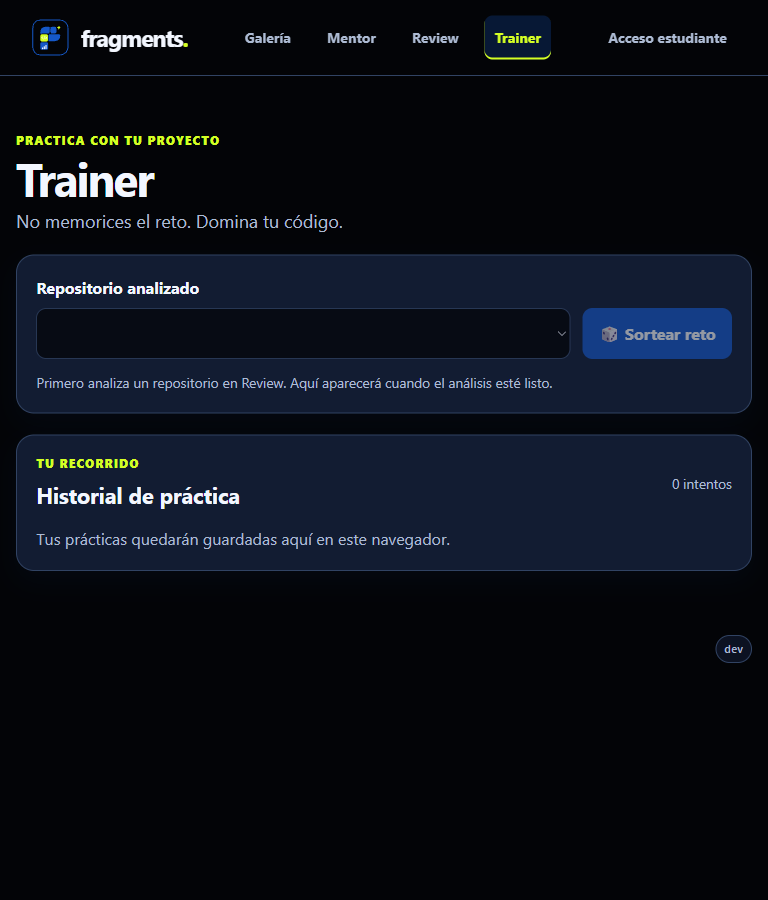 fragments.
Galería
Mentor
Review
Trainer
Acceso estudiante
PRACTICA CON TU PROYECTO
Trainer
No memorices el reto. Domina tu código.
Repositorio analizado
Sortear reto
Primero analiza un repositorio en Review. Aquí aparecerá cuando el análisis esté listo.
TU RECORRIDO
Historial de práctica
0 intentos
Tus prácticas quedarán guardadas aquí en este navegador.
dev